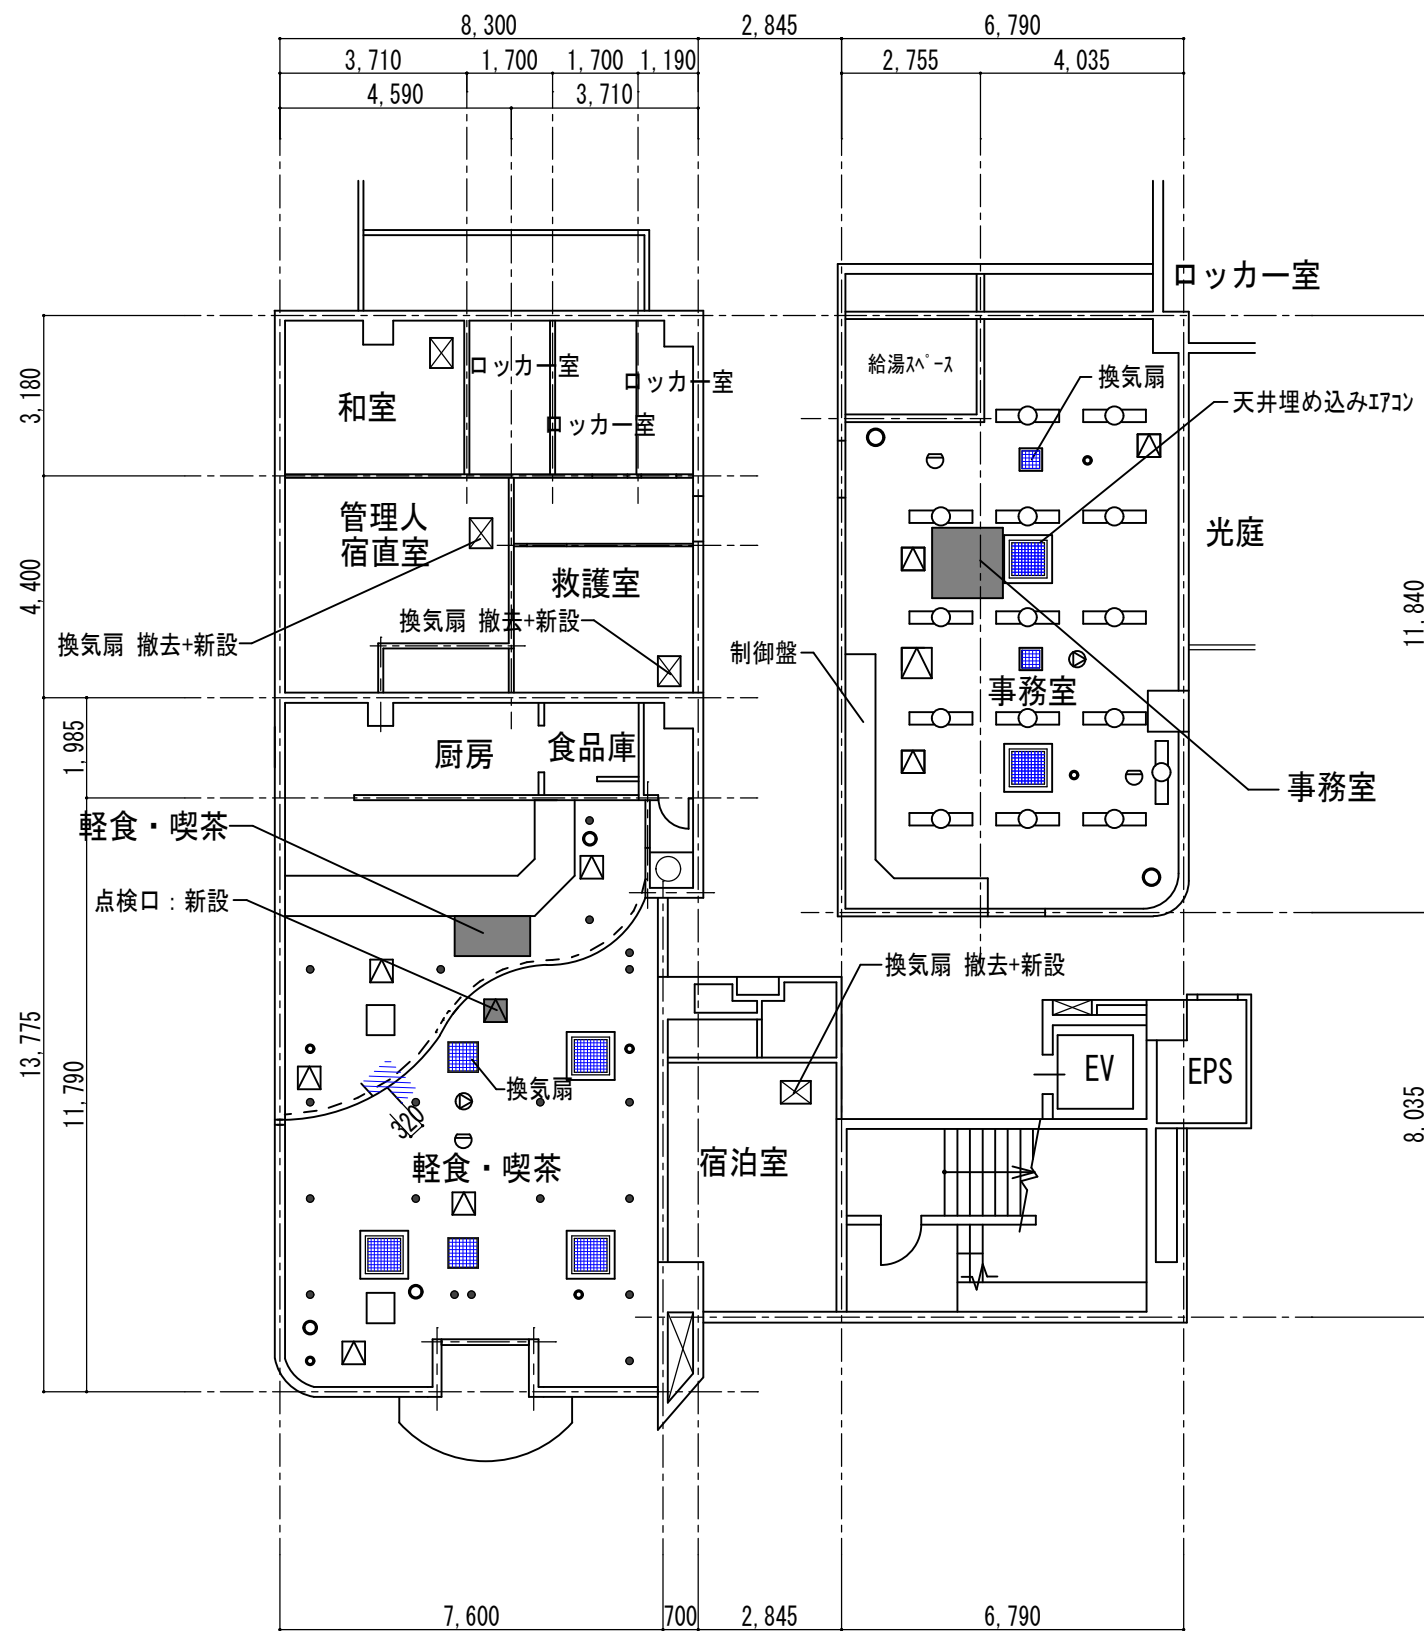 8,300
2,845
6,790
3,710
1,700
1,700
1,190
2,755
4,035
4,590
3,710
ロッカー室
3,180
和室
ロッカー室
ロッカー室
ロッカー室
給湯スペース
換気扇
天井埋め込みエアコン
管理人
宿直室
光庭
4,400
救護室
11,840
換気扇 撤去+新設
換気扇 撤去+新設
制御盤
事務室
1,985
厨房
食品庫
事務室
軽食・喫茶
点検口：新設
換気扇 撤去+新設
13,775
11,790
換気扇
EV
EPS
320
8,035
軽食・喫茶
宿泊室
7,600
700
2,845
6,790